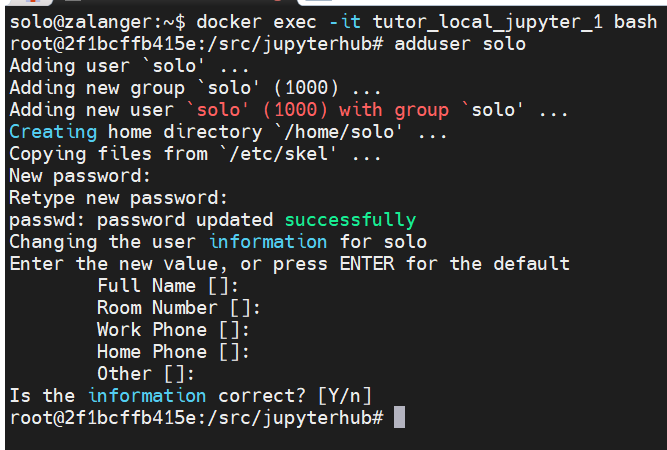 solo@zalanger:~$ docker exec -it tutor_local_jupyter_1 bash
root@2f1bcffb415e:/src/jupyterhub# adduser solo
Adding user `solo' ...
Adding new group `solo' (1000) ...
Adding new user `solo' (1000) with group `solo' ...
Creating home directory `/home/solo' ...
Copying files from `/etc/skel' ...
New password:
Retype new password:
passwd: password updated successfully
Changing the user information for solo
Enter the new value, or press ENTER for the default
        Full Name []:
        Room Number []:
        Work Phone []:
        Home Phone []:
        Other []:
Is the information correct? [Y/n]
root@2f1bcffb415e:/src/jupyterhub#